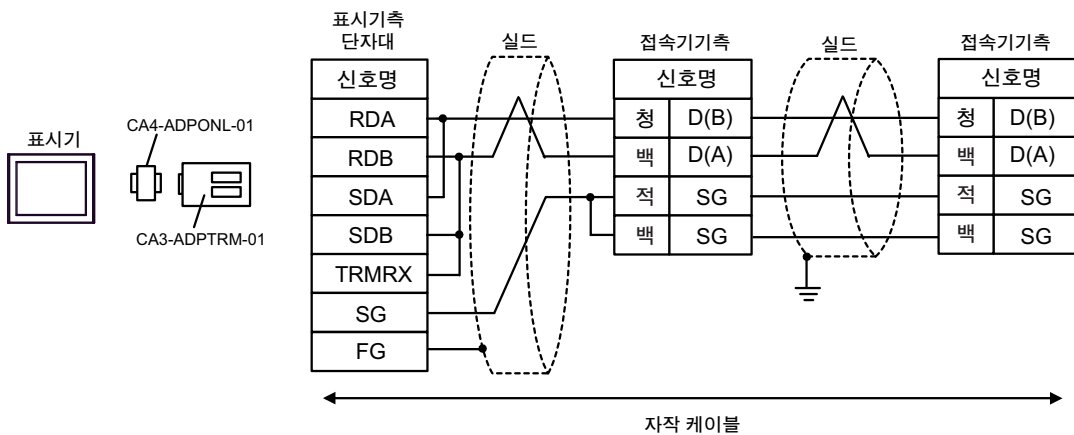 표시기
CA4-ADPONL-01
CA3-ADPTRM-01
표시기측
단자대
신호명
RDA
RDB
SDA
SDB
TRMRX
SG
FG
실드
접속기기측
신호명
청 D(B)
백 D(A)
적 SG
백 SG
실드
접속기기측
신호명
청 D(B)
백 D(A)
적 SG
백 SG
자작 케이블